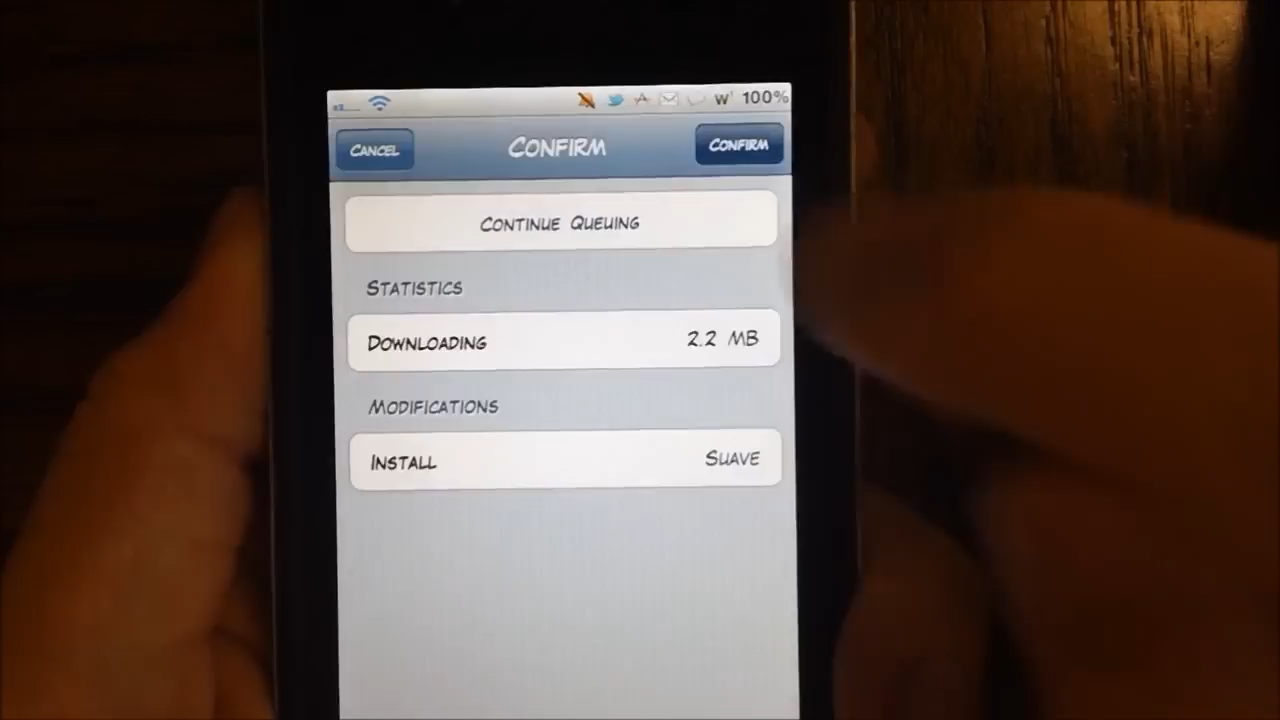 100%
Cancel Confirm Confirm
Continue Queuing
Statistics
Downloading 2.2 MB
Modifications
Install Suave